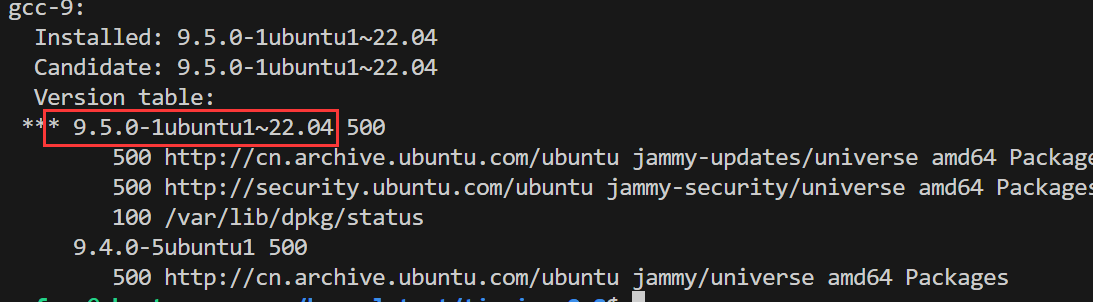 gcc-9:
Installed: 9.5.0-1ubuntu1~22.04
Candidate: 9.5.0-1ubuntu1~22.04
Version table:
*** 9.5.0-1ubuntu1~22.04 500
500 http://cn.archive.ubuntu.com/ubuntu jammy-updates/universe amd64 Package
500 http://security.ubuntu.com/ubuntu jammy-security/universe amd64 Packages
100 /var/lib/dpkg/status
9.4.0-5ubuntu1 500
500 http://cn.archive.ubuntu.com/ubuntu jammy/universe amd64 Packages